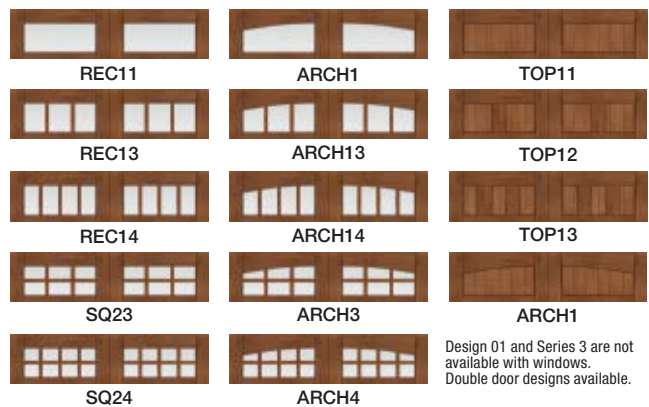 REC11
ARCH1
TOP11
REC13
ARCH13
TOP12
REC14
ARCH14
TOP13
SQ23
ARCH3
ARCH1
SQ24
ARCH4
Design 01 and Series 3 are not
available with windows.
Double door designs available.